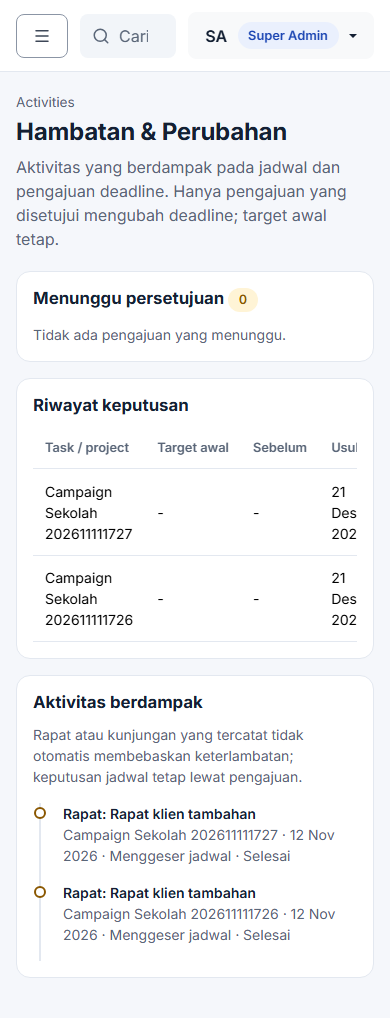 Cari
SA Super Admin
Activities
Hambatan & Perubahan
Aktivitas yang berdampak pada jadwal dan
pengajuan deadline. Hanya pengajuan yang
disetujui mengubah deadline; target awal
tetap.
Menunggu persetujuan 0
Tidak ada pengajuan yang menunggu.
Riwayat keputusan
Task / project Target awal Sebelum Usul
Campaign
Sekolah
202611111727
-
-
21
Des
202
Campaign
Sekolah
202611111726
-
-
21
Des
202
Aktivitas berdampak
Rapat atau kunjungan yang tercatat tidak
otomatis membebaskan keterlambatan;
keputusan jadwal tetap lewat pengajuan.
Rapat: Rapat klien tambahan
Campaign Sekolah 202611111727 · 12 Nov
2026 · Menggeser jadwal · Selesai
Rapat: Rapat klien tambahan
Campaign Sekolah 202611111726 · 12 Nov
2026 · Menggeser jadwal · Selesai